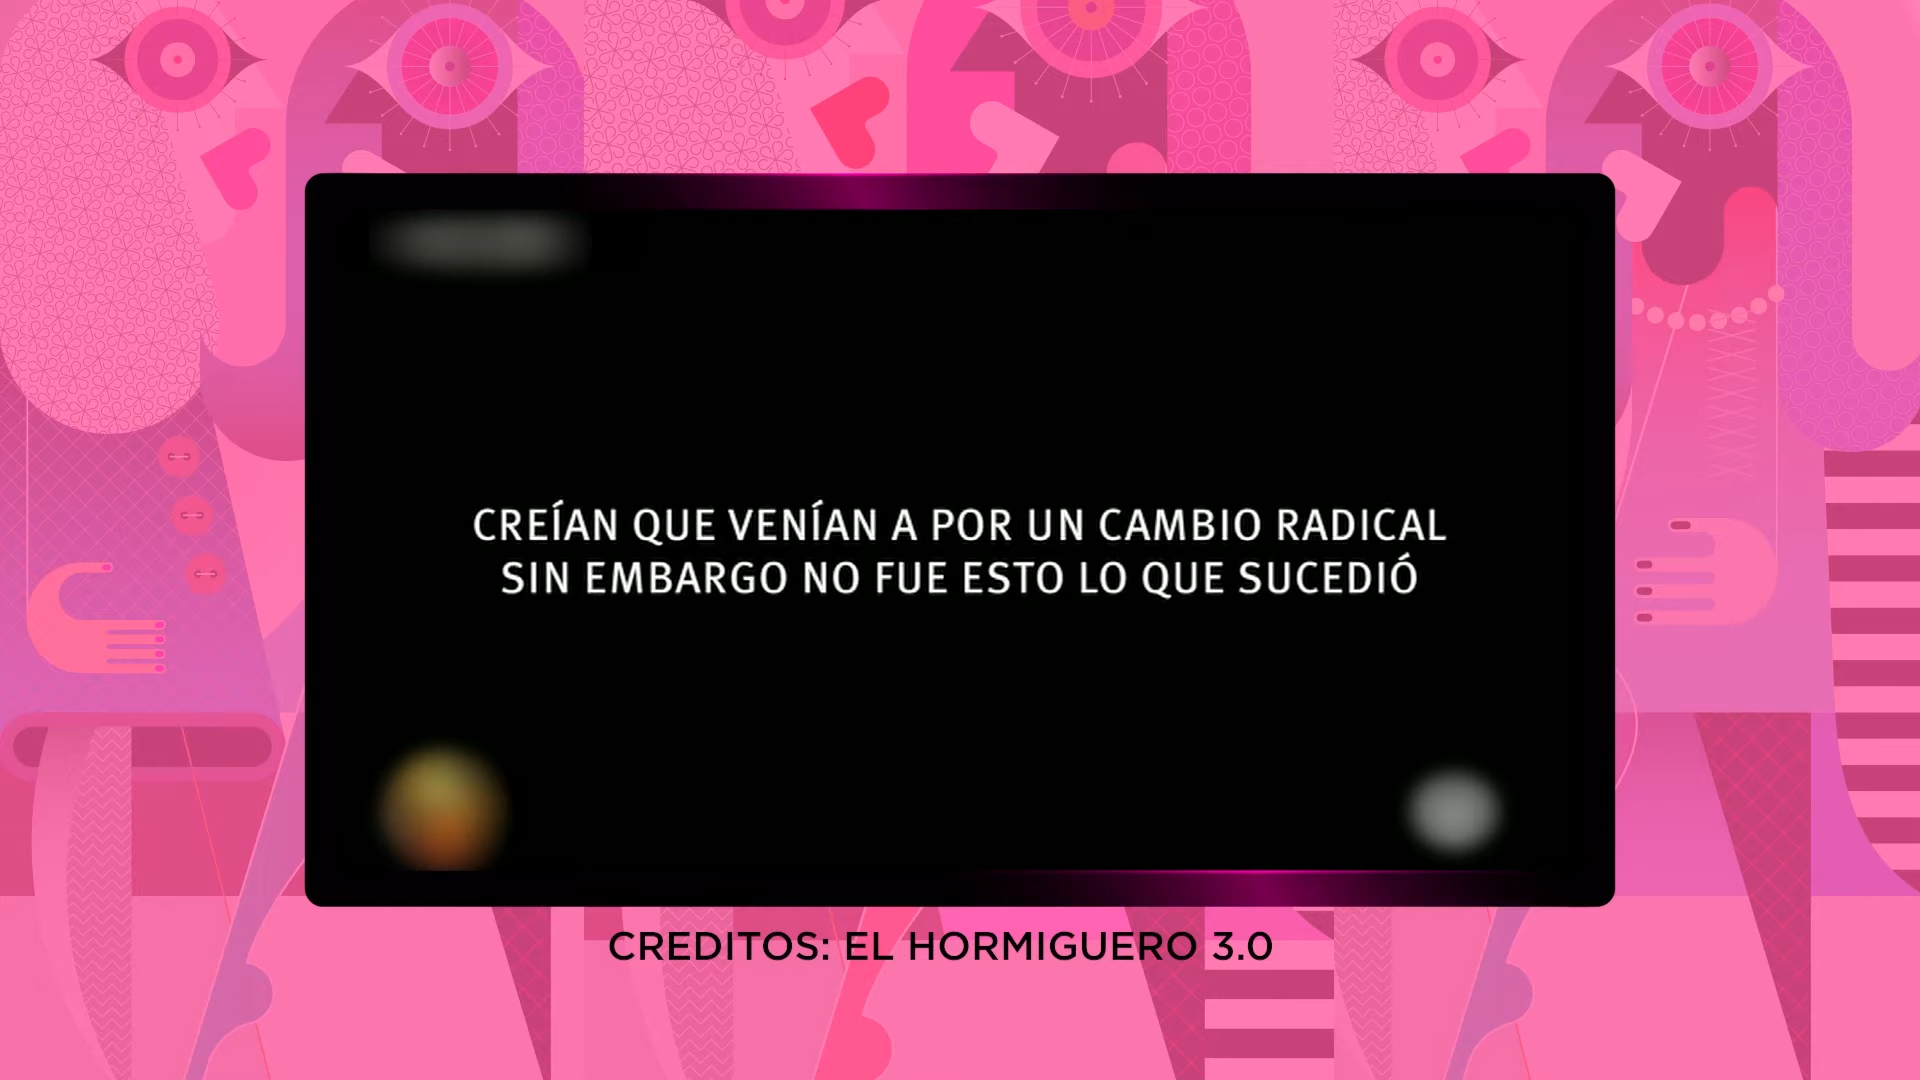 CREÍAN QUE VENÍAN A POR UN CAMBIO RADICAL
SIN EMBARGO NO FUE ESTO LO QUE SUCEDIÓ
CREDITOS: EL HORMIGUERO 3.0